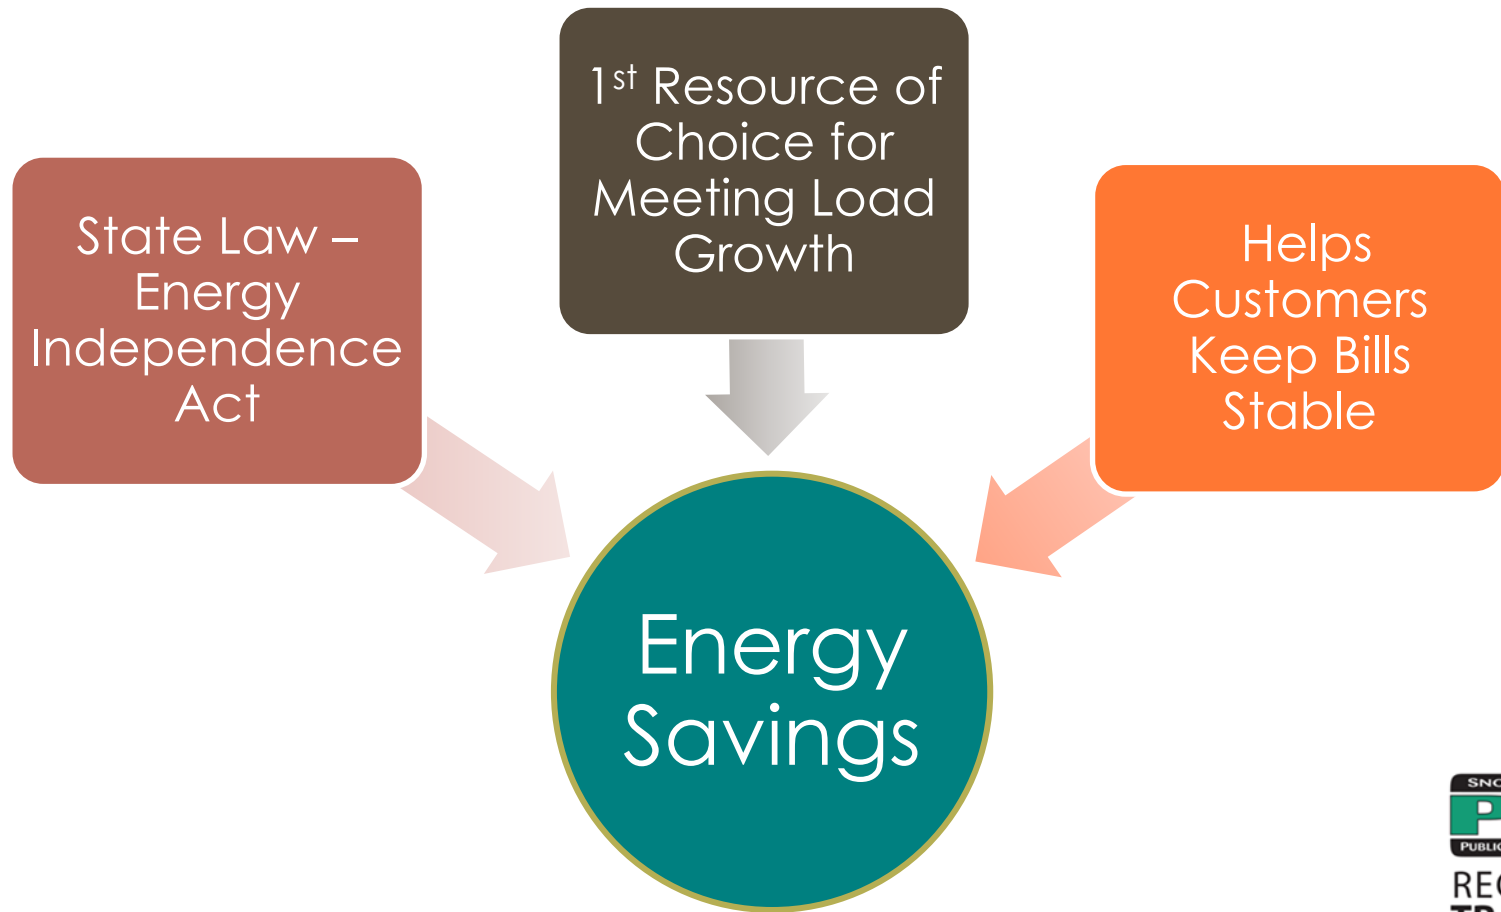 1st Resource of
Choice for
Meeting Load
Growth
State Law –
Energy
Independence
Act
Helps
Customers
Keep Bills
Stable
Energy
Savings